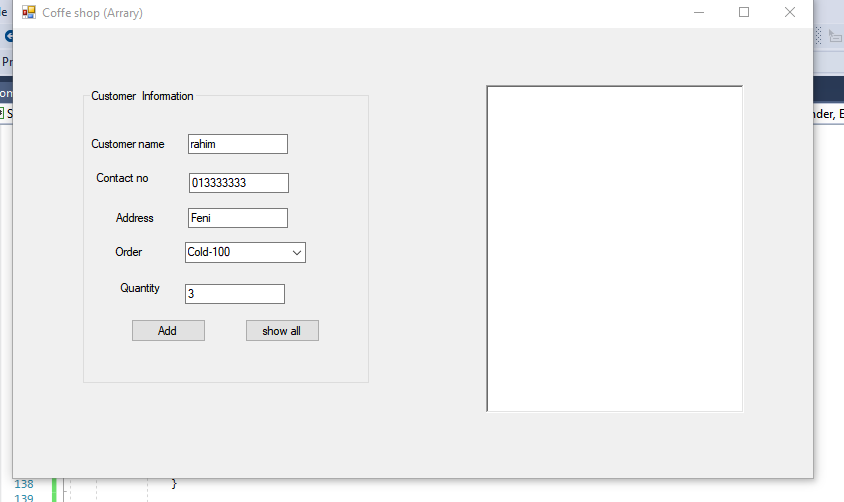 Coffe shop (Arrary)
Customer Information
Customer name rahim
Contact no 013333333
Address Feni
Order Cold-100
Quantity 3
Add show all
nder, E
138 }
139